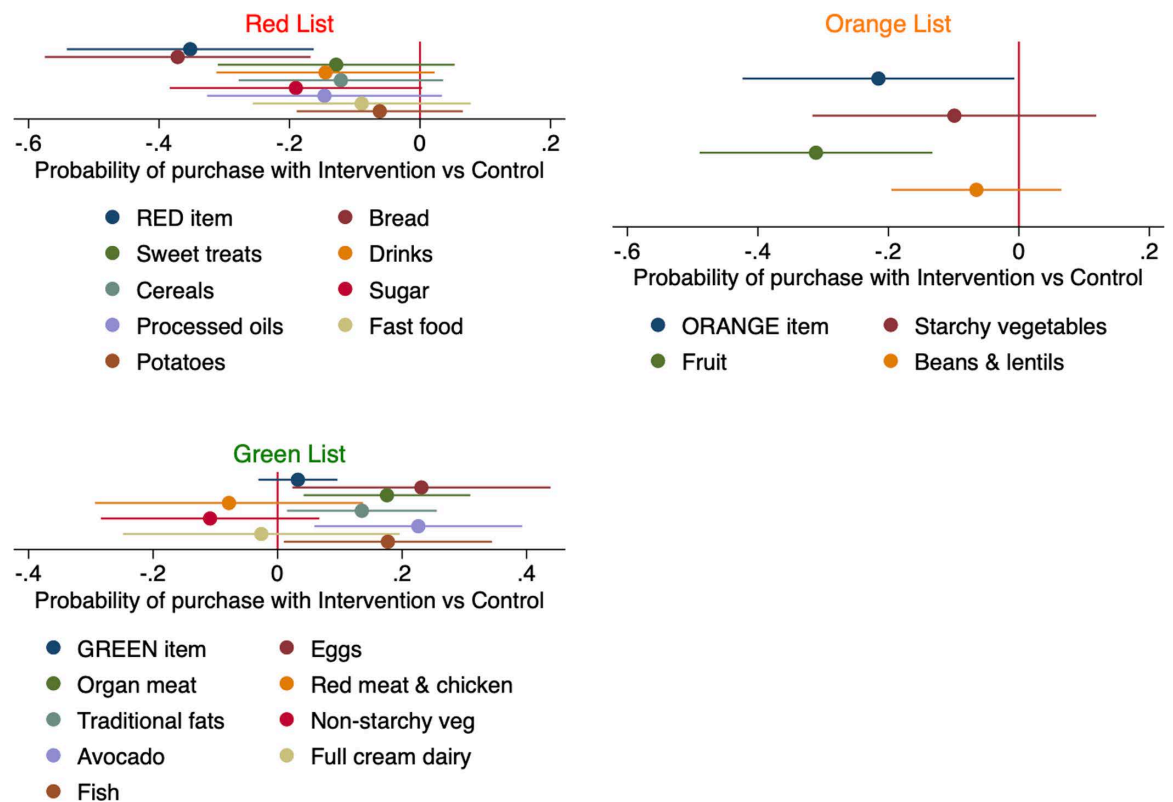 Red List
-.6 -.4 -.2 0 .2
Probability of purchase with Intervention vs Control
RED item Bread
Sweet treats Drinks
Cereals Sugar
Processed oils Fast food
Potatoes
Orange List
-.6 -.4 -.2 0 .2
Probability of purchase with Intervention vs Control
ORANGE item Starchy vegetables
Fruit Beans & lentils
Green List
-.4 -.2 0 .2 .4
Probability of purchase with Intervention vs Control
GREEN item Eggs
Organ meat Red meat & chicken
Traditional fats Non-starchy veg
Avocado Full cream dairy
Fish